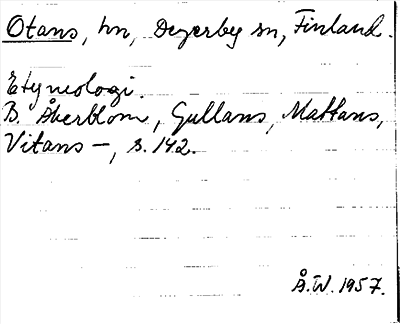 Otans, hn, Degerby sn, Finland.
Etymologi.
B. Åkerblom, Gullans, Mattans,
Vitans —, s. 142.
Å.W. 1957.